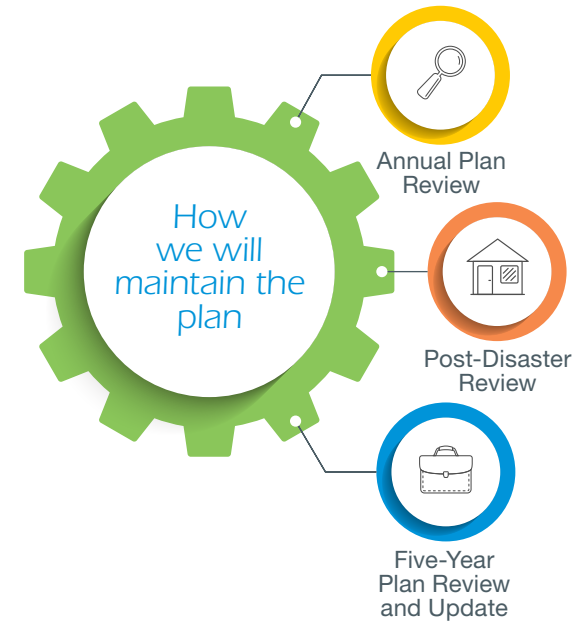 How
we will
maintain the
plan
Annual Plan
Review
Post-Disaster
Review
Five-Year
Plan Review
and Update